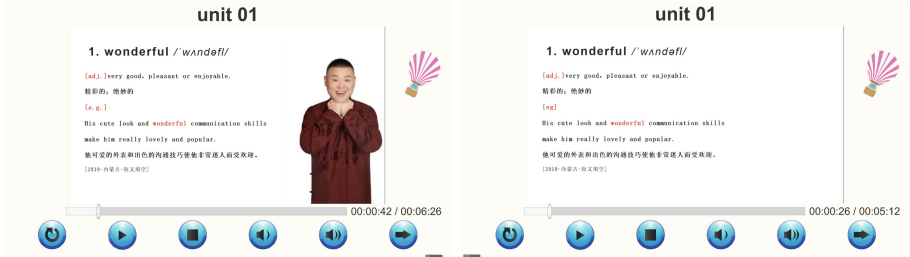 unit 01
1. wonderful /ˈwʌndəfl/
[adj.]very good, pleasant or enjoyable.
精彩的；绝妙的
[e.g.]
His cute look and wonderful communication skills
make him really lovely and popular.
他可爱的外表和出色的沟通技巧使他非常迷人而受欢迎。
[2019·内蒙古·短文填空]
00:00:42 / 00:06:26
unit 01
1. wonderful /ˈwʌndəfl/
[adj.]very good, pleasant or enjoyable.
精彩的；绝妙的
[eg]
His cute look and wonderful communication skills
make him really lovely and popular.
他可爱的外表和出色的沟通技巧使他非常迷人而受欢迎。
[2019·内蒙古·短文填空]
00:00:26 / 00:05:12